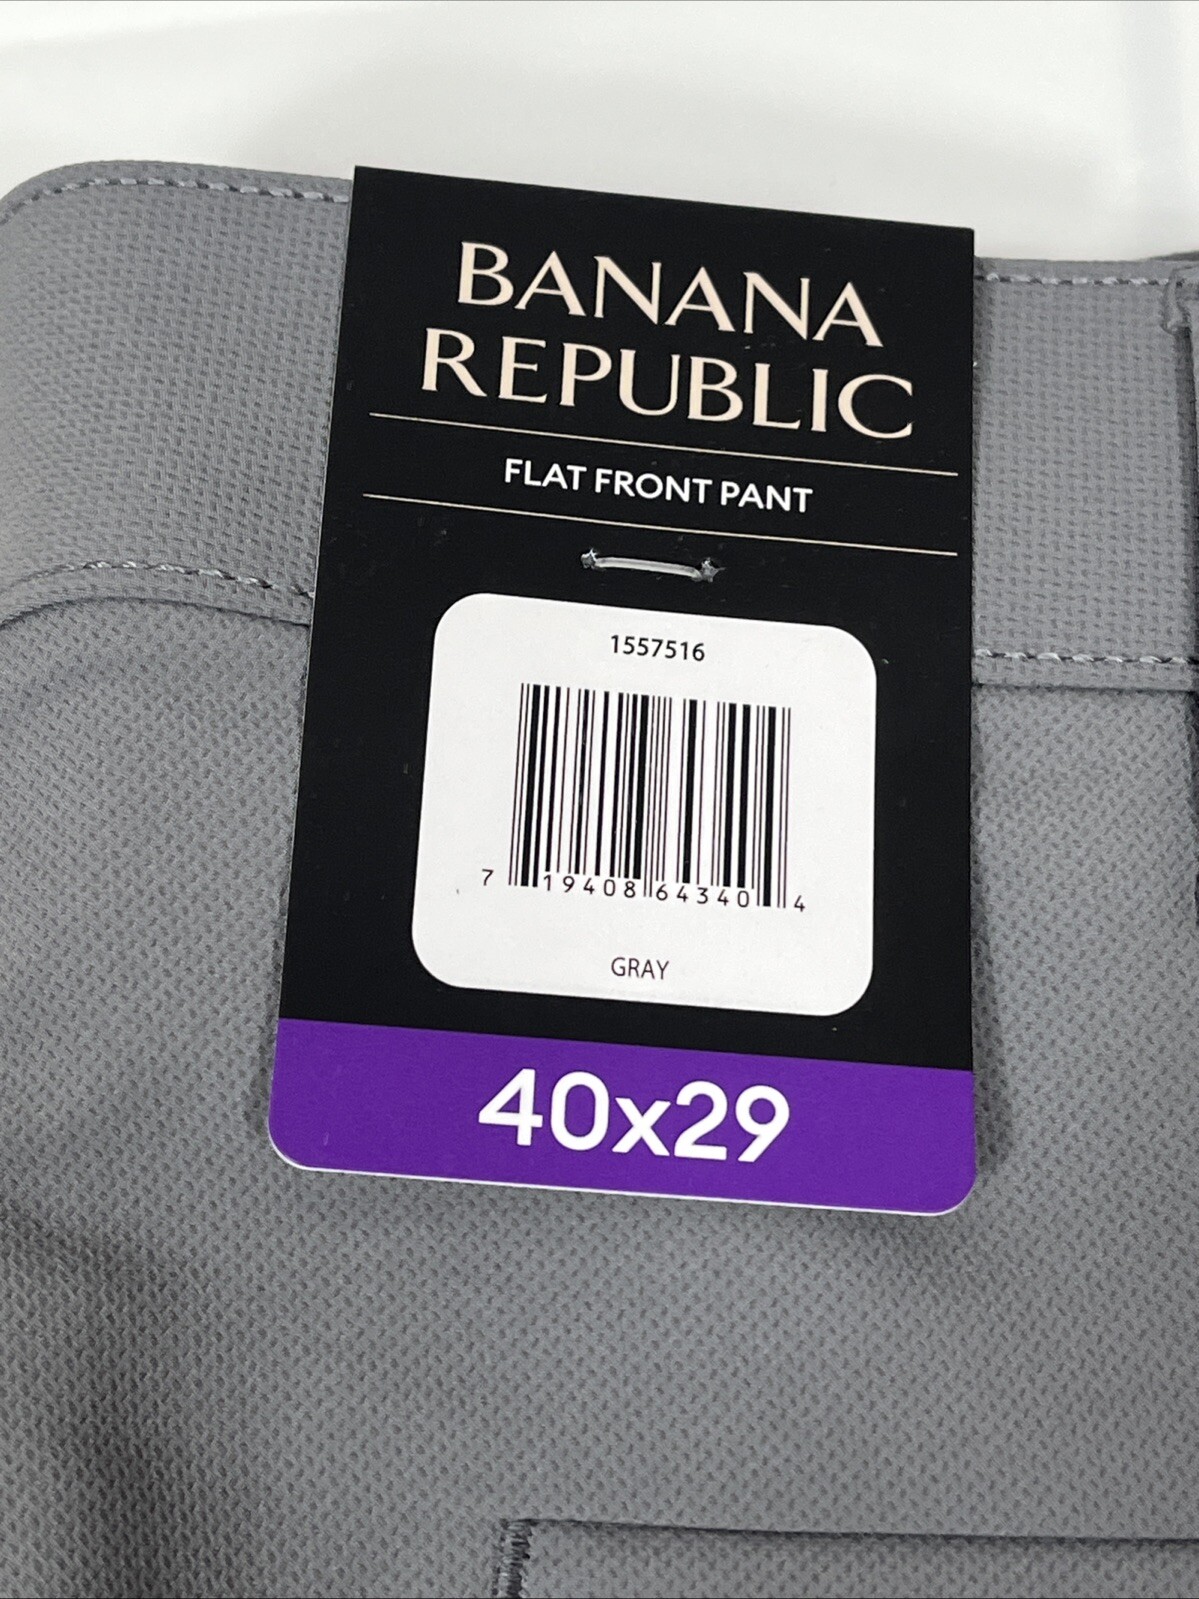 BANANA
REPUBLIC
FLAT FRONT PANT
1557516
7 19408 64340 4
GRAY
40x29